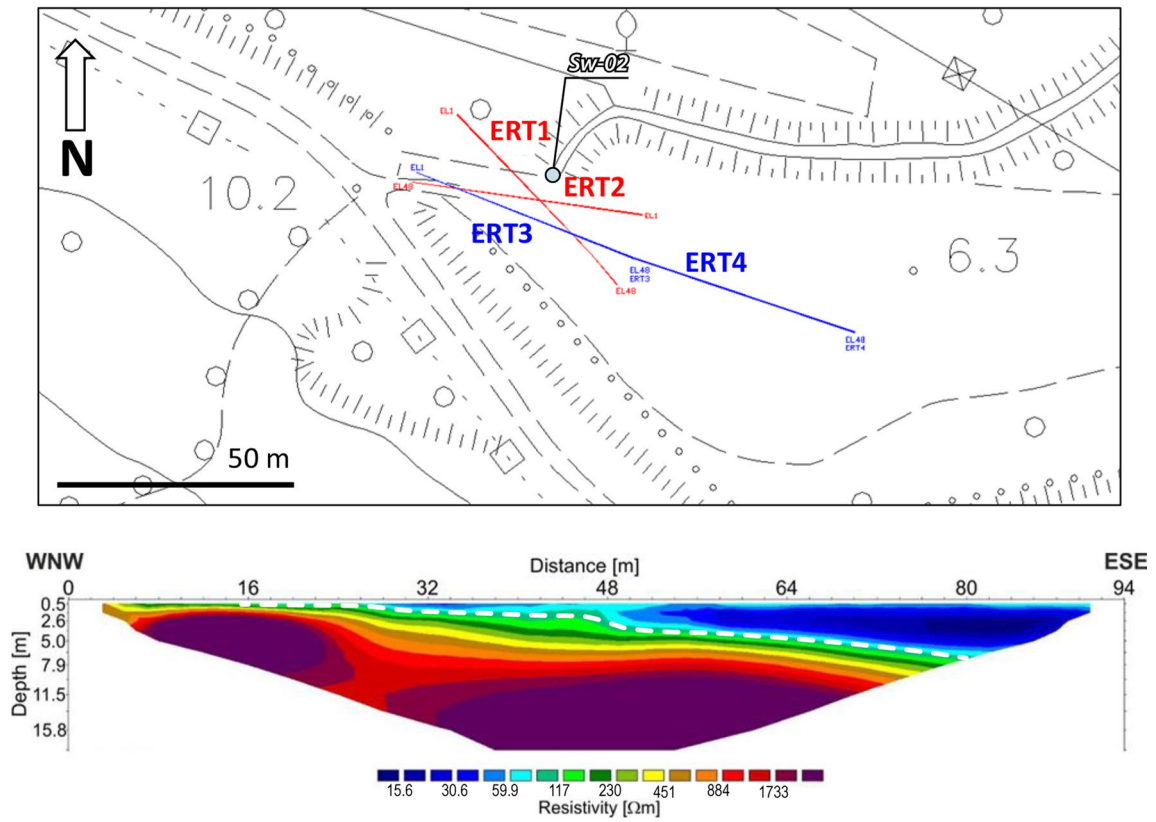 Sw-02
EL1
ERT1
N
EL1
EL48
ERT2
10.2
EL1
ERT3
6.3
EL48
ERT3
ERT4
EL48
EL48
ERT4
50 m
WNW
Distance [m]
ESE
0 16 32 48 64 80 94
0.5
2.6
5.0
7.9
11.5
15.8
Depth [m]
15.6 30.6 59.9 117 230 451 884 1733
Resistivity [Ωm]